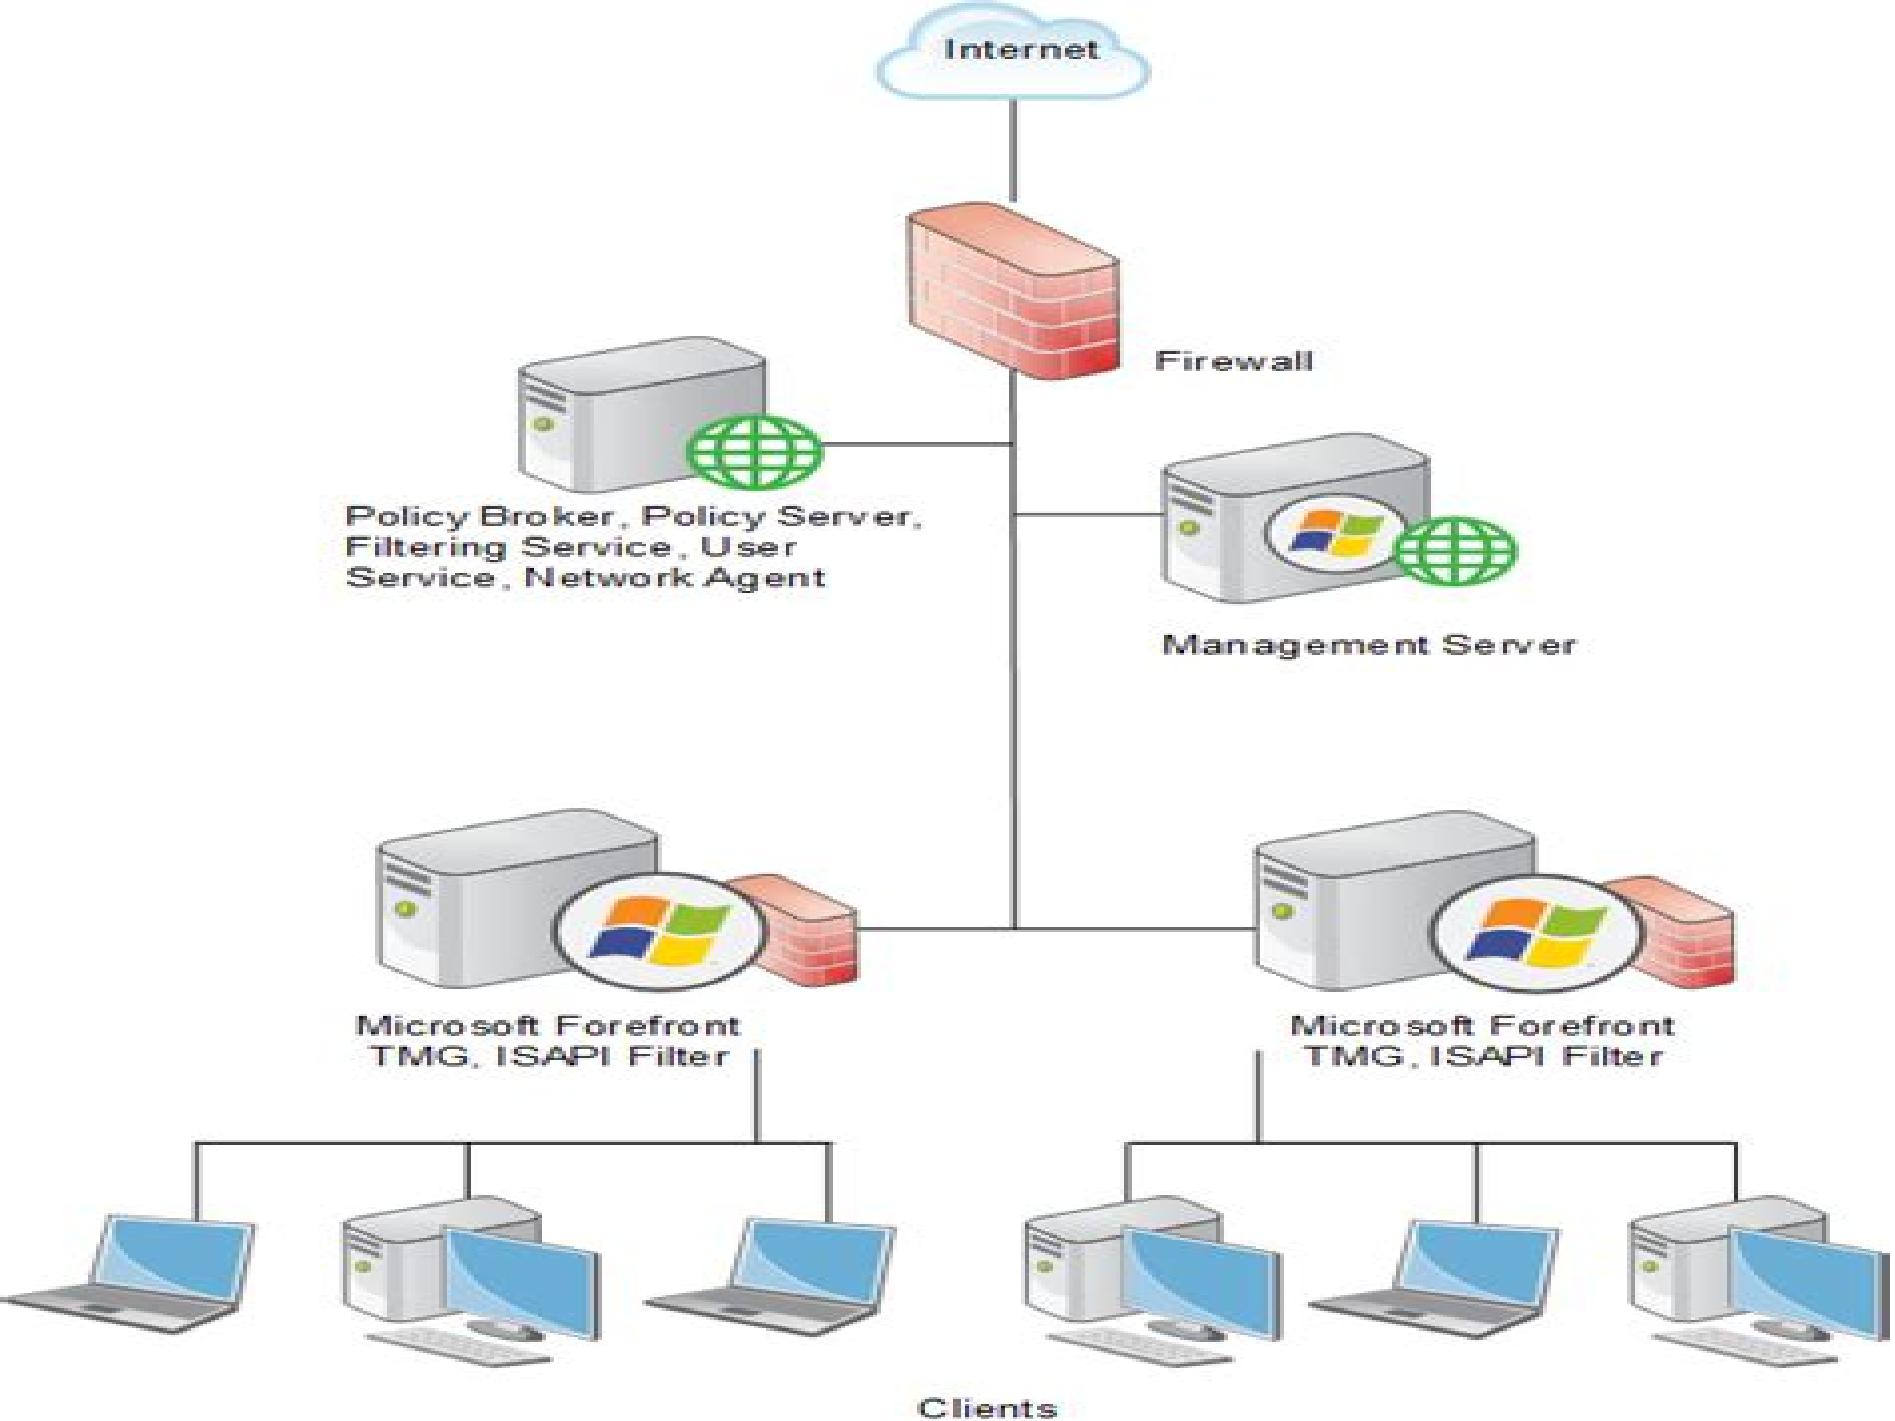 Internet
Firewall
Policy Broker, Policy Server,
Filtering Service, User
Service, Network Agent
Management Server
Microsoft Forefront
TMG, ISAPI Filter
Microsoft Forefront
TMG, ISAPI Filter
Clients